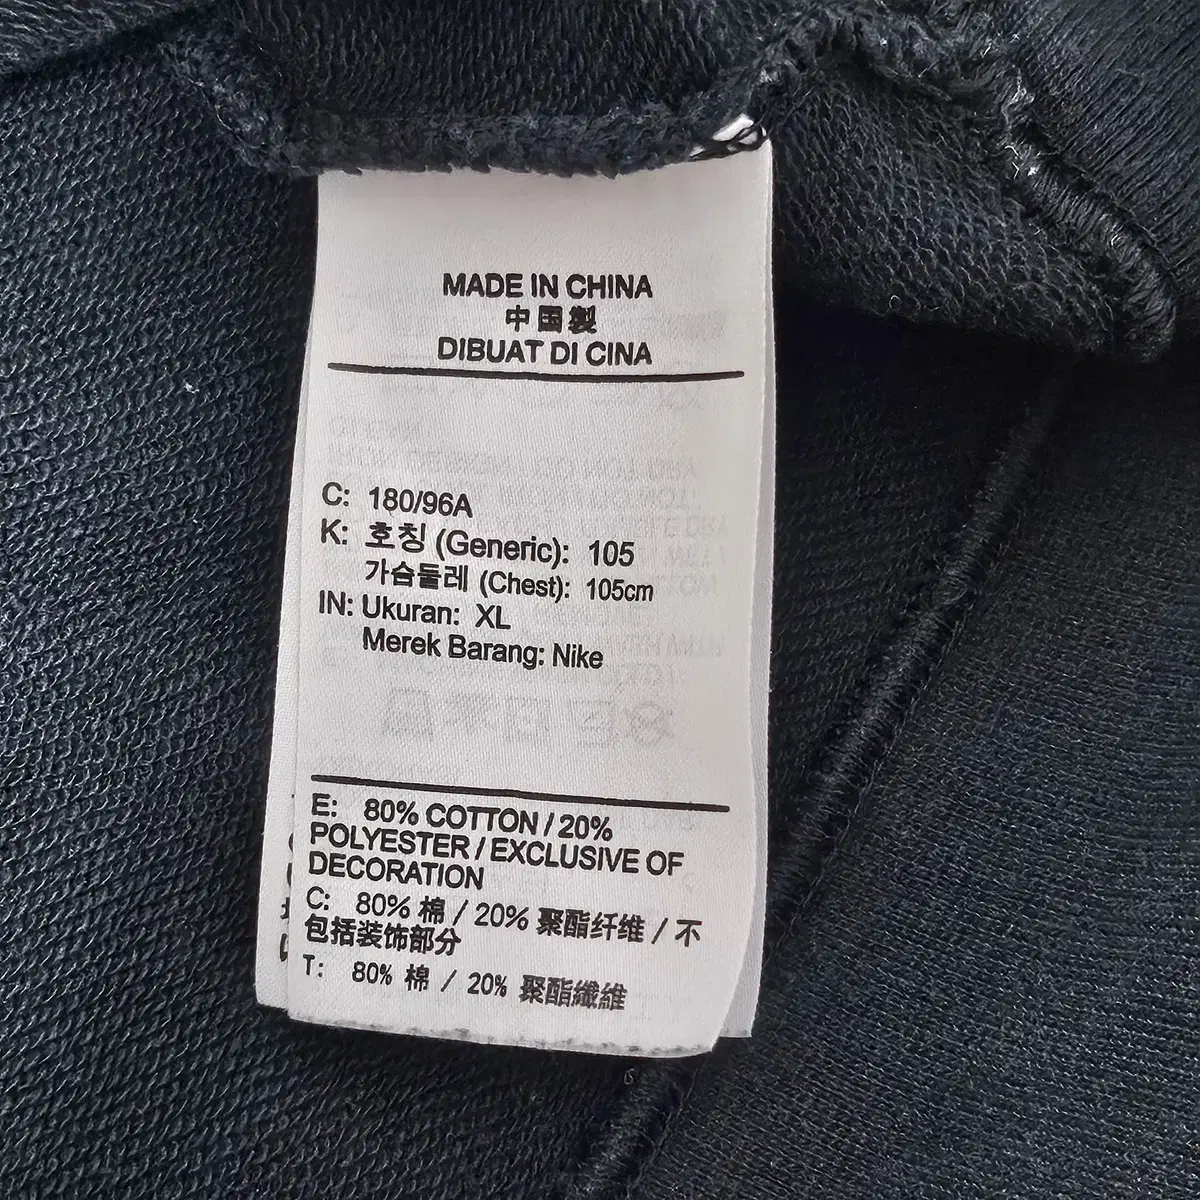 MADE IN CHINA
中国製
DIBUAT DI CINA
C: 180/96A
K: 호칭 (Generic): 105
가슴둘레 (Chest): 105cm
IN: Ukuran: XL
Merek Barang: Nike
E: 80% COTTON / 20%
POLYESTER / EXCLUSIVE OF
DECORATION
C: 80% 棉 / 20% 聚酯纤维 / 不
包括装饰部分
T: 80% 棉 / 20% 聚酯纖維